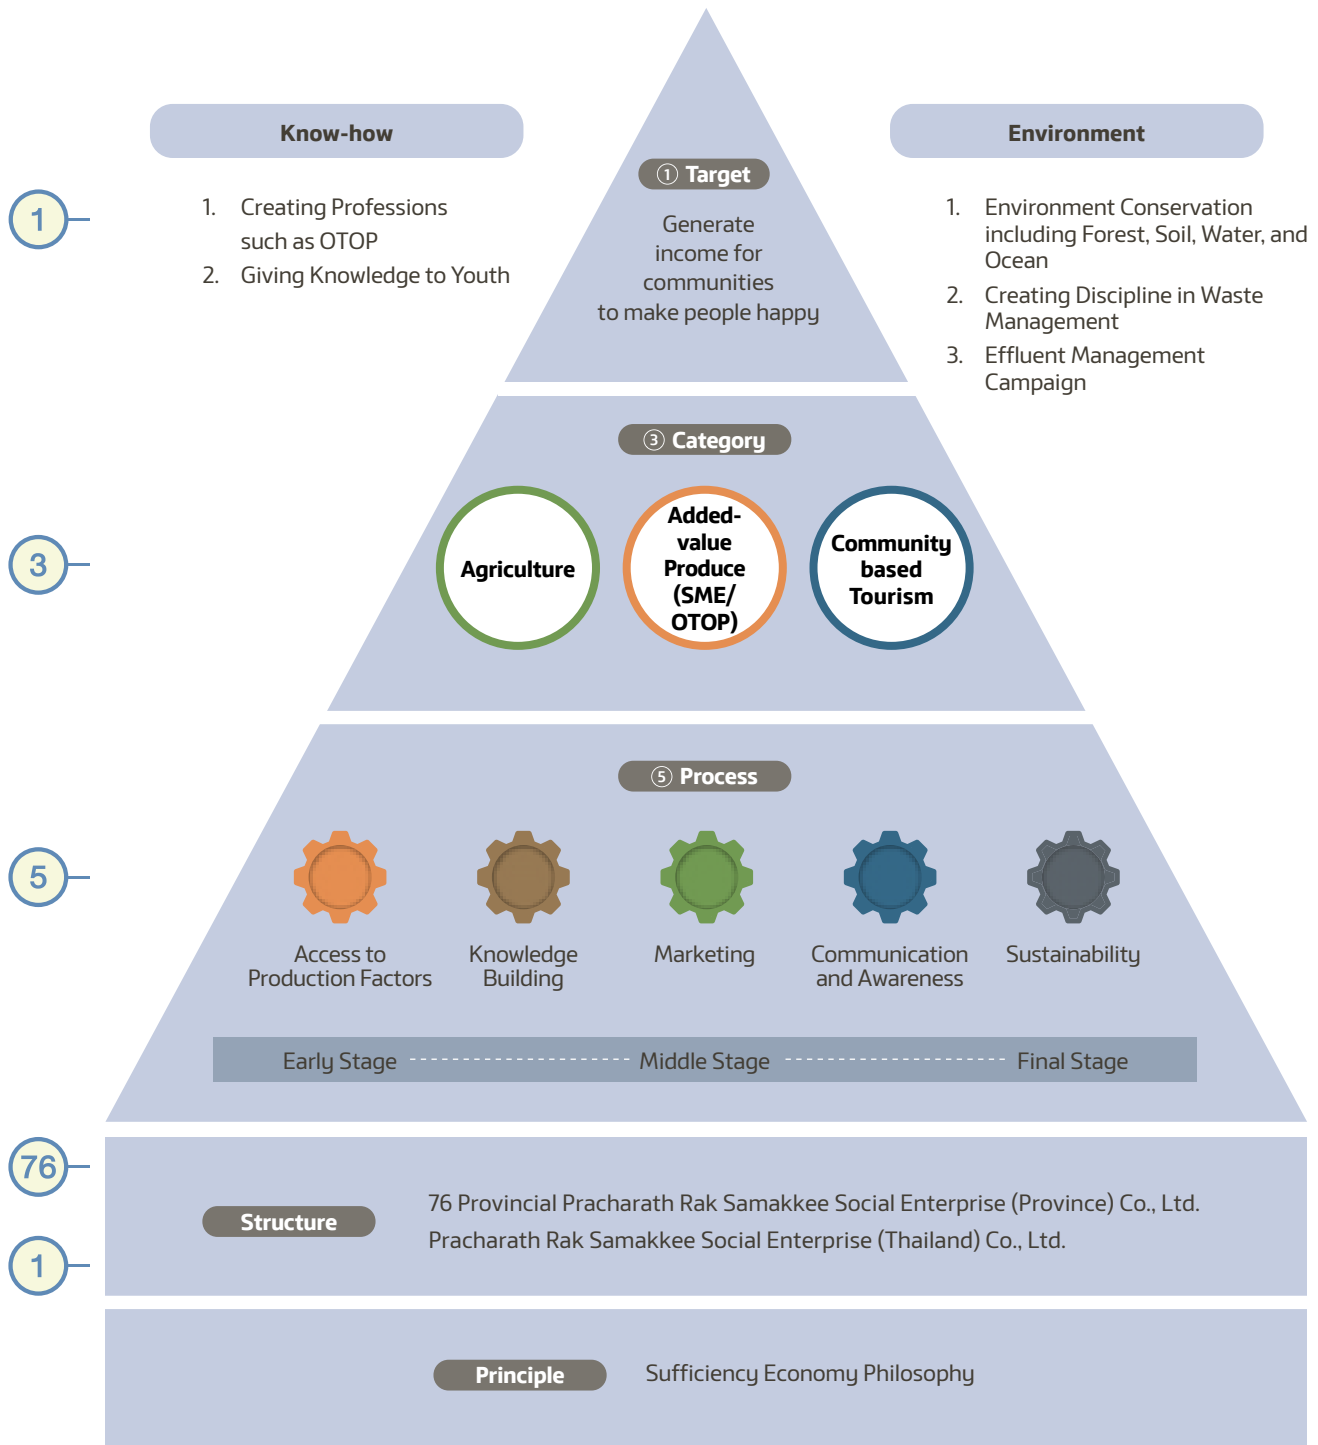 Know-how
1. Creating Professions
such as OTOP
2. Giving Knowledge to Youth
Environment
1. Environment Conservation
including Forest, Soil, Water, and
Ocean
2. Creating Discipline in Waste
Management
3. Effluent Management
Campaign
1
① Target
Generate
income for
communities
to make people happy
3
③ Category
Agriculture
Added-
value
Produce
(SME/
OTOP)
Community
based
Tourism
5
⑤ Process
Access to
Production Factors
Knowledge
Building
Marketing
Communication
and Awareness
Sustainability
Early Stage
Middle Stage
Final Stage
76
1
Structure
76 Provincial Pracharath Rak Samakkee Social Enterprise (Province) Co., Ltd.
Pracharath Rak Samakkee Social Enterprise (Thailand) Co., Ltd.
Principle
Sufficiency Economy Philosophy